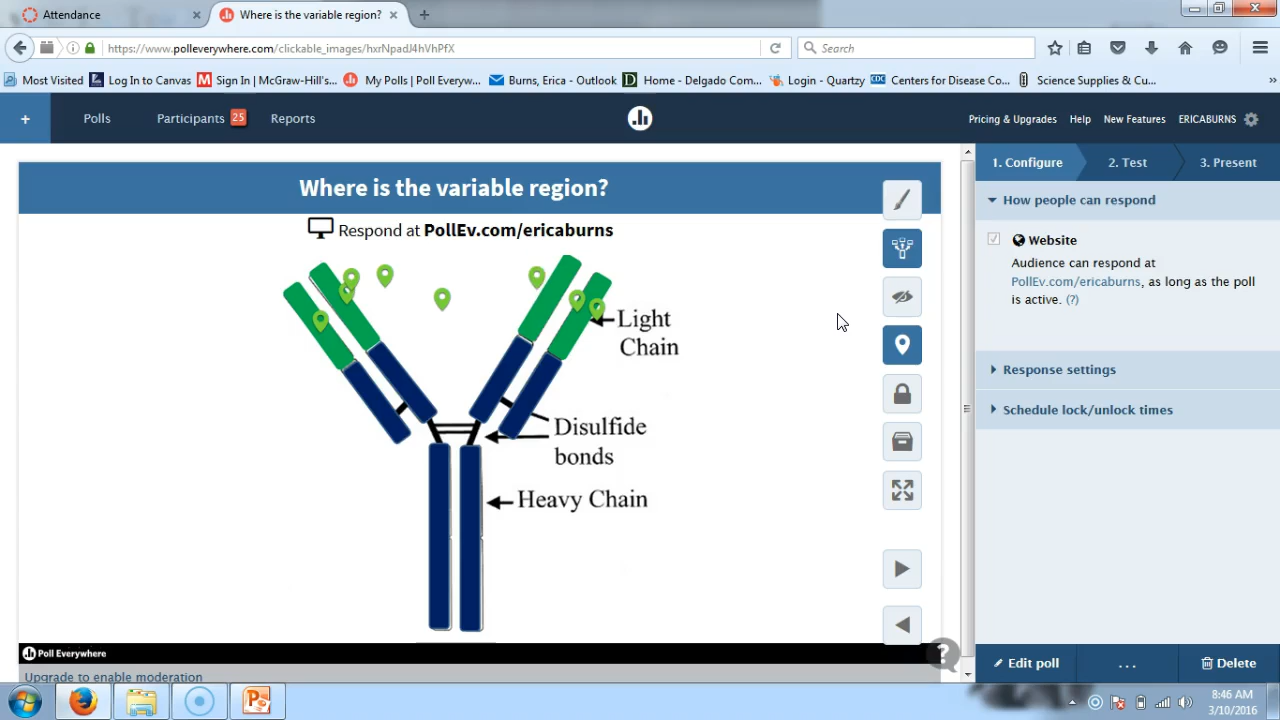 Attendance
Where is the variable region?
https://www.polleverywhere.com/clickable_images/hxrNpadJ4hVhPfX
Search
Most Visited
Log In to Canvas
Sign In | McGraw-Hill's...
My Polls | Poll Everyw...
Burns, Erica - Outlook
Home - Delgado Com...
Login - Quartzy
CDC
Centers for Disease Co...
Science Supplies & Cu...
+
Polls
Participants 25
Reports
Pricing & Upgrades
Help
New Features
ERICABURNS
Where is the variable region?
Respond at PollEv.com/ericaburns
Light
Chain
Disulfide
bonds
Heavy Chain
Poll Everywhere
Upgrade to enable moderation
1. Configure
2. Test
3. Present
How people can respond
Website
Audience can respond at
PollEv.com/ericaburns, as long as the poll
is active. (?)
Response settings
Schedule lock/unlock times
Edit poll
...
Delete
8:46 AM
3/10/2016